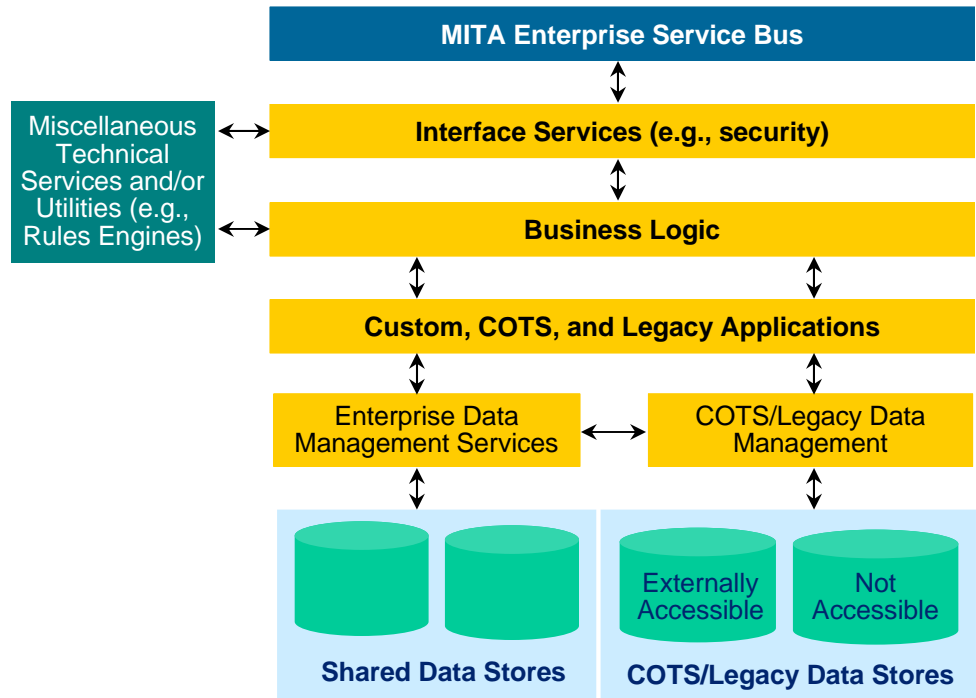 MITA Enterprise Service Bus
Miscellaneous
Technical
Services and/or
Utilities (e.g.,
Rules Engines)
Interface Services (e.g., security)
Business Logic
Custom, COTS, and Legacy Applications
Enterprise Data
Management Services
COTS/Legacy Data
Management
Externally
Accessible
Not
Accessible
Shared Data Stores
COTS/Legacy Data Stores